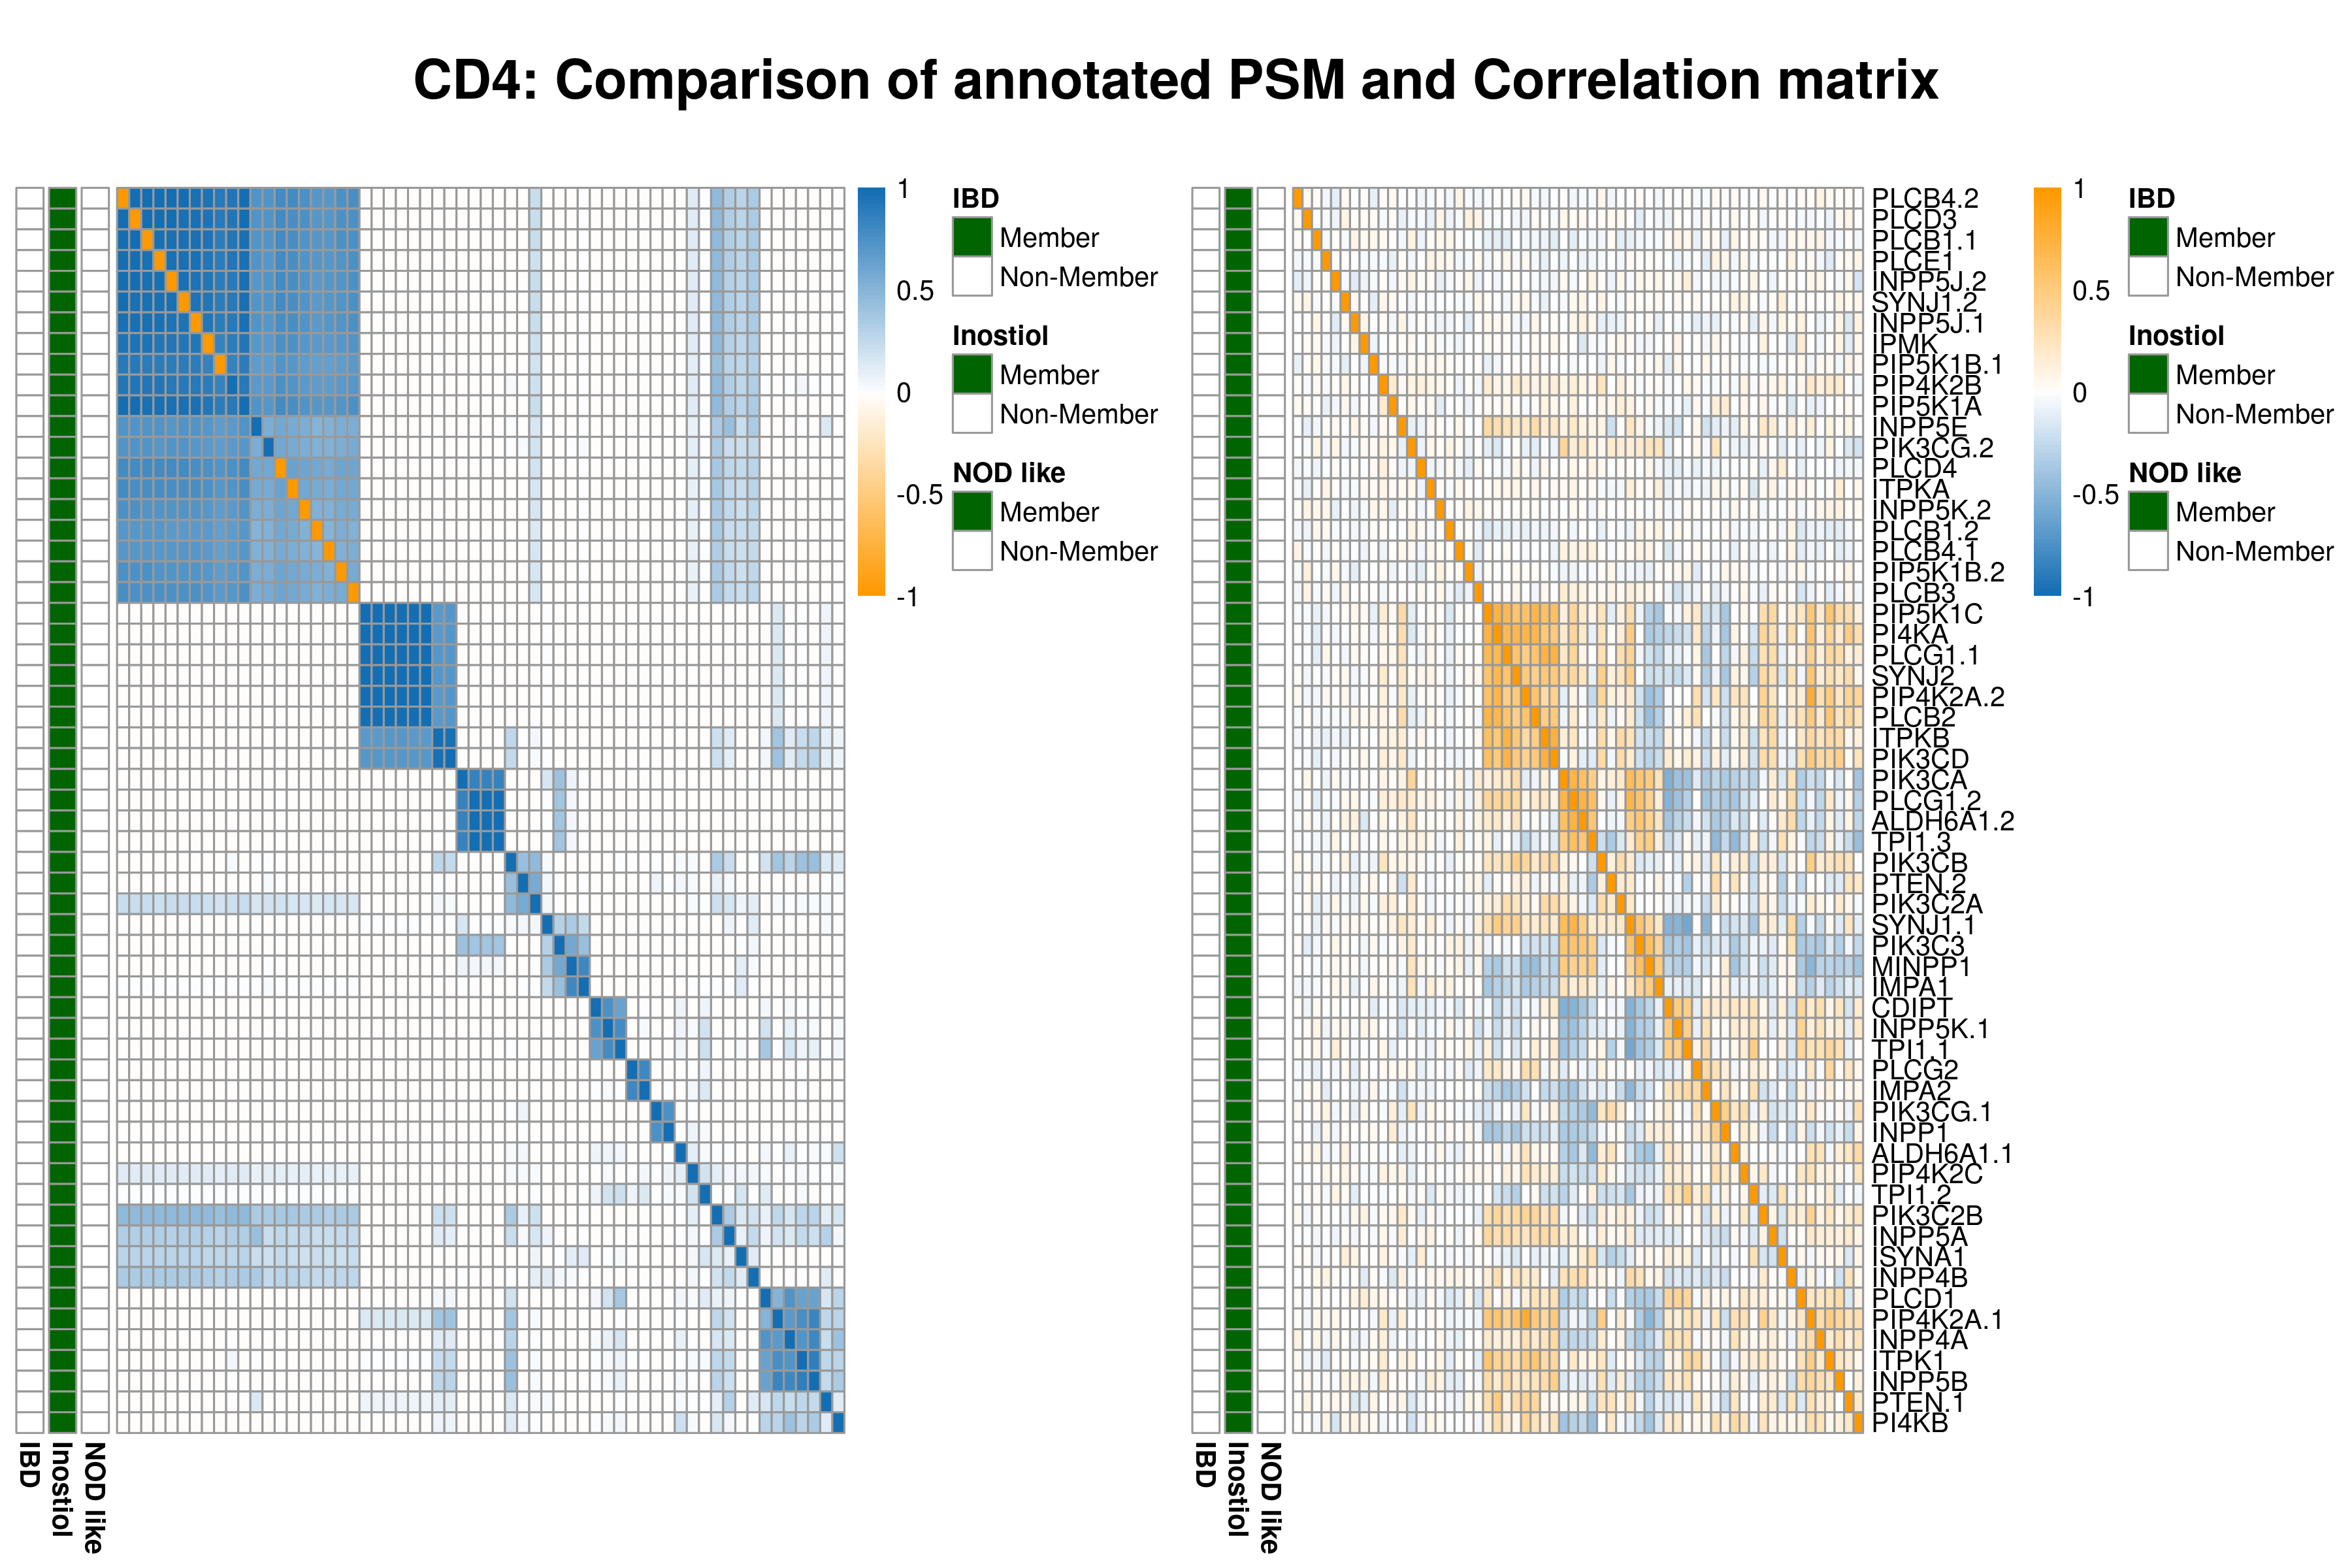 CD4: Comparison of annotated PSM and Correlation matrix
1
0.5
0
-0.5
-1
IBD
Member
Non-Member
Inostiol
Member
Non-Member
NOD like
Member
Non-Member
IBD
Inostiol
NOD like
PLCB4.2
PLCD3
PLCB1.1
PLCE1
INPP5J.2
SYNJ1.2
INPP5J.1
IPMK
PIP5K1B.1
PIP4K2B
PIP5K1A
INPP5E
PIK3CG.2
PLCD4
ITPKA
INPP5K.2
PLCB1.2
PLCB4.1
PIP5K1B.2
PLCB3
PIP5K1C
PI4KA
PLCG1.1
SYNJ2
PIP4K2A.2
PLCB2
ITPKB
PIK3CD
PIK3CA
PLCG1.2
ALDH6A1.2
TPI1.3
PIK3CB
PTEN.2
PIK3C2A
SYNJ1.1
PIK3C3
MINPP1
IMPA1
CDIPT
INPP5K.1
TPI1.1
PLCG2
IMPA2
PIK3CG.1
INPP1
ALDH6A1.1
PIP4K2C
TPI1.2
PIK3C2B
INPP5A
ISYNA1
INPP4B
PLCD1
PIP4K2A.1
INPP4A
ITPK1
INPP5B
PTEN.1
PI4KB
1
0.5
0
-0.5
-1
IBD
Member
Non-Member
Inostiol
Member
Non-Member
NOD like
Member
Non-Member
IBD
Inostiol
NOD like